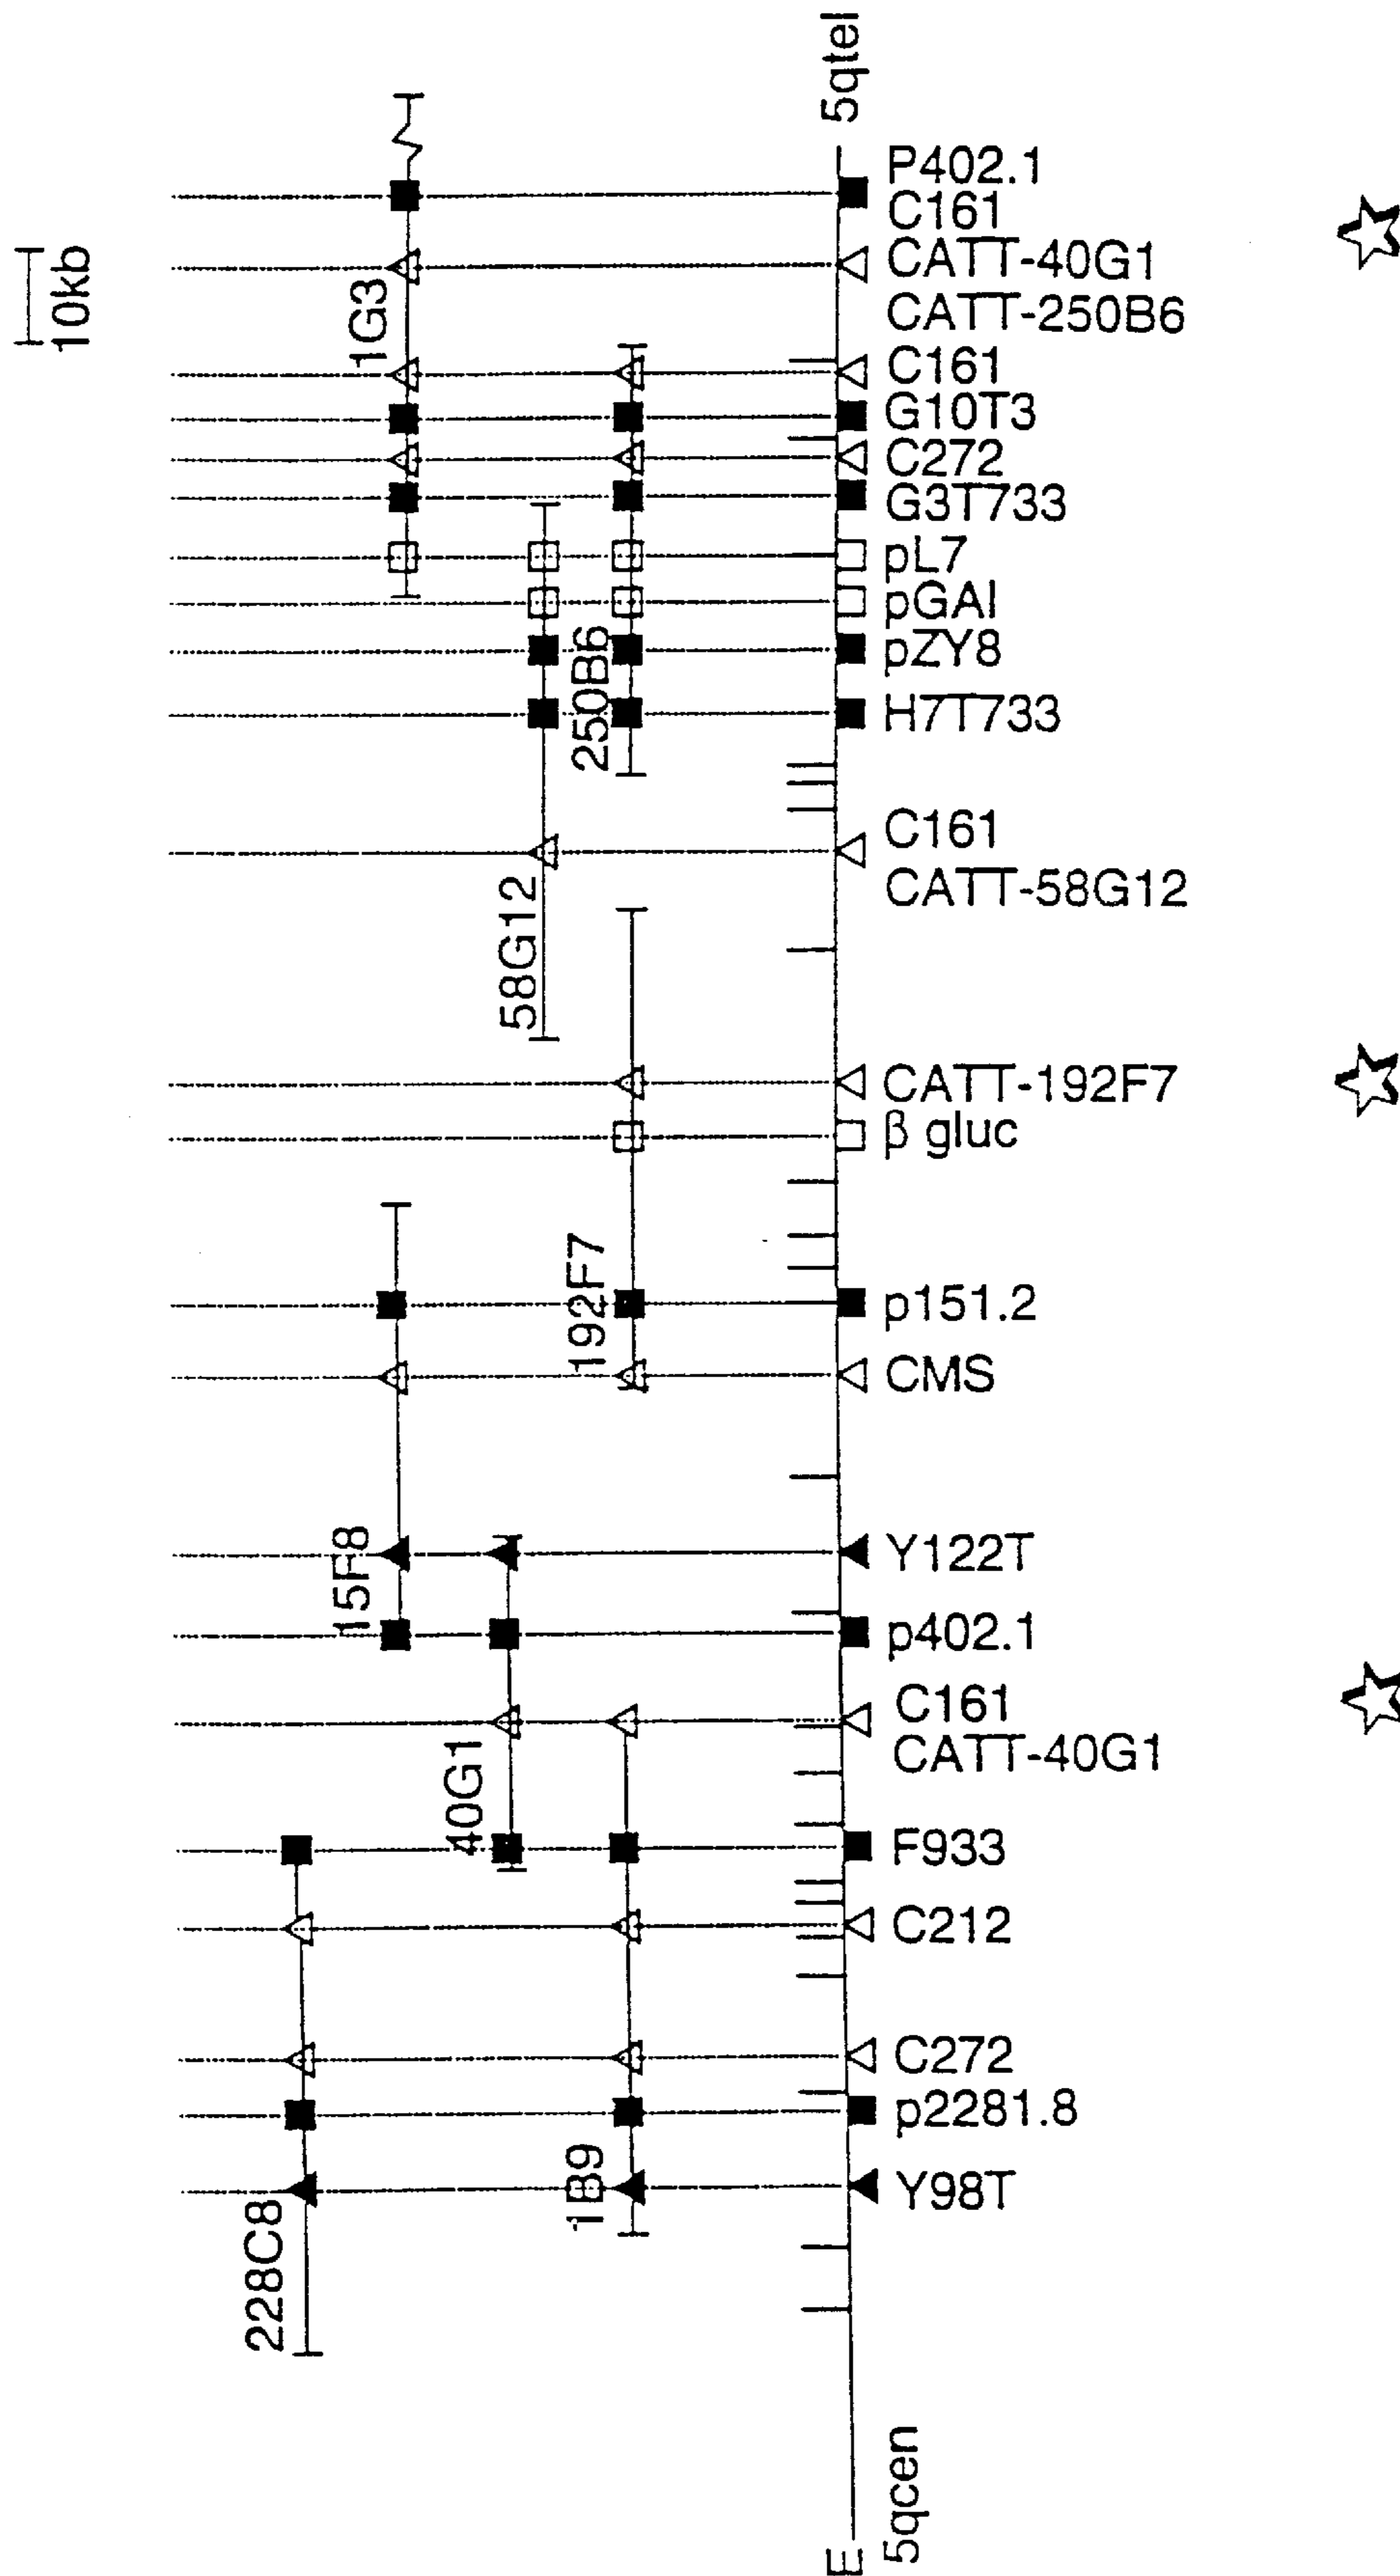 10kb
1G3
5qtel
P402.1
C161
CATT-40G1
CATT-250B6
C161
G10T3
C272
G3T733
pL7
pGAI
pZY8
250B6
H7T733
C161
CATT-58G12
58G12
CATT-192F7
β gluc
192F7
p151.2
CMS
15F8
Y122T
p402.1
C161
CATT-40G1
40G1
F933
C212
C272
p2281.8
1B9
Y98T
228C8
5qcen
E